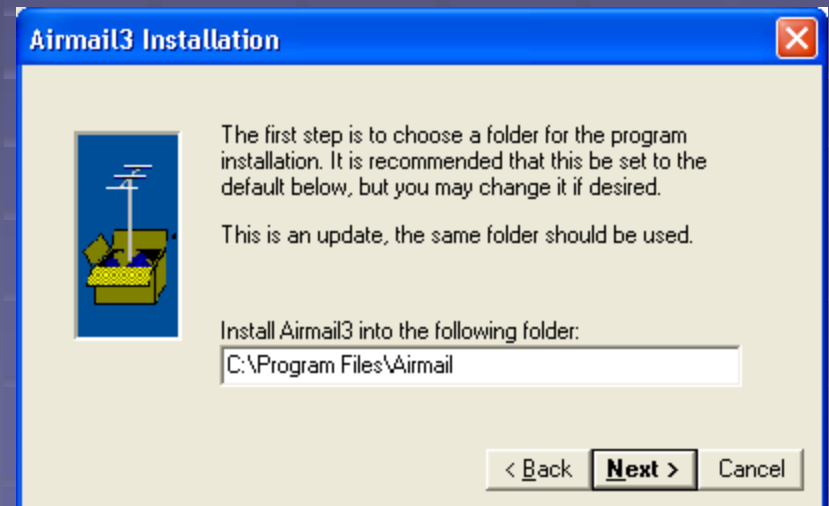 Airmail3 Installation
The first step is to choose a folder for the program
installation. It is recommended that this be set to the
default below, but you may change it if desired.
This is an update, the same folder should be used.
Install Airmail3 into the following folder:
C:\Program Files\Airmail
< Back Next > Cancel